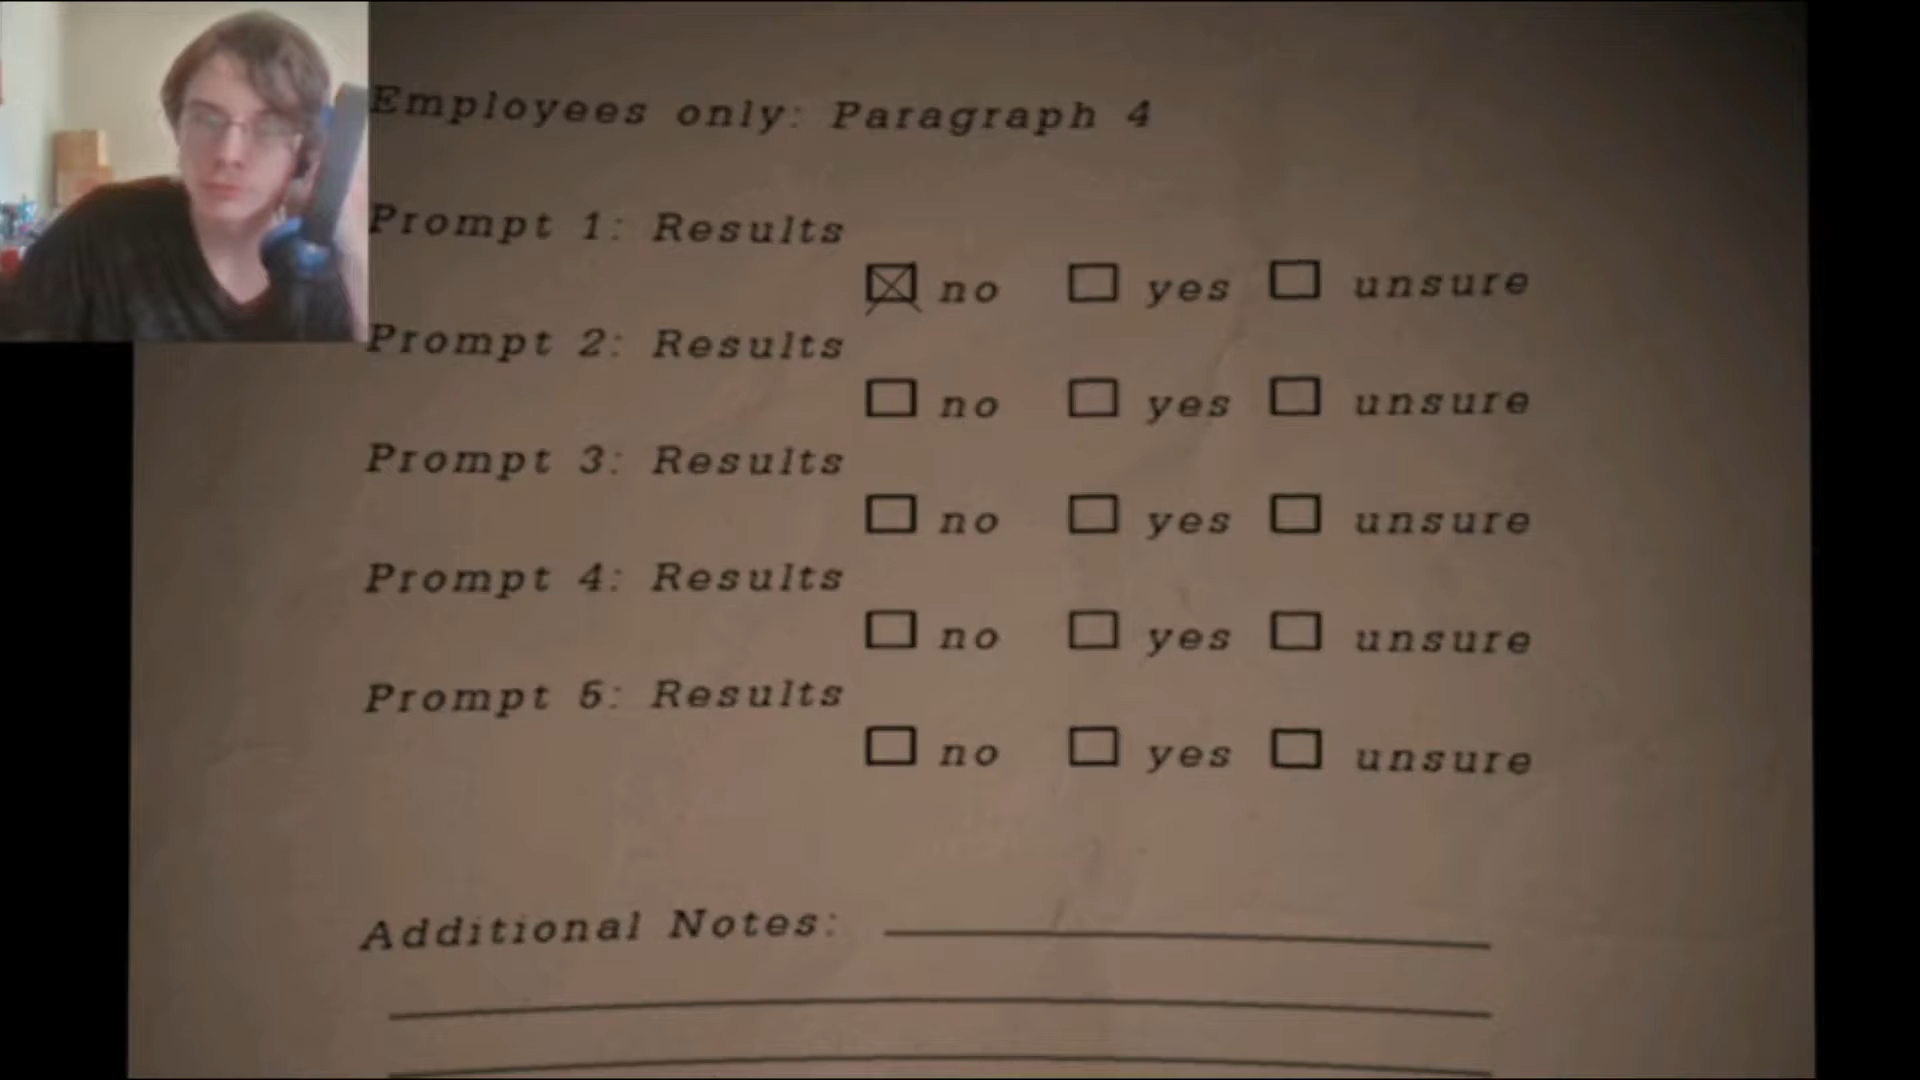 Employees only: Paragraph 4
Prompt 1: Results
no yes unsure
Prompt 2: Results
no yes unsure
Prompt 3: Results
no yes unsure
Prompt 4: Results
no yes unsure
Prompt 5: Results
no yes unsure
Additional Notes: